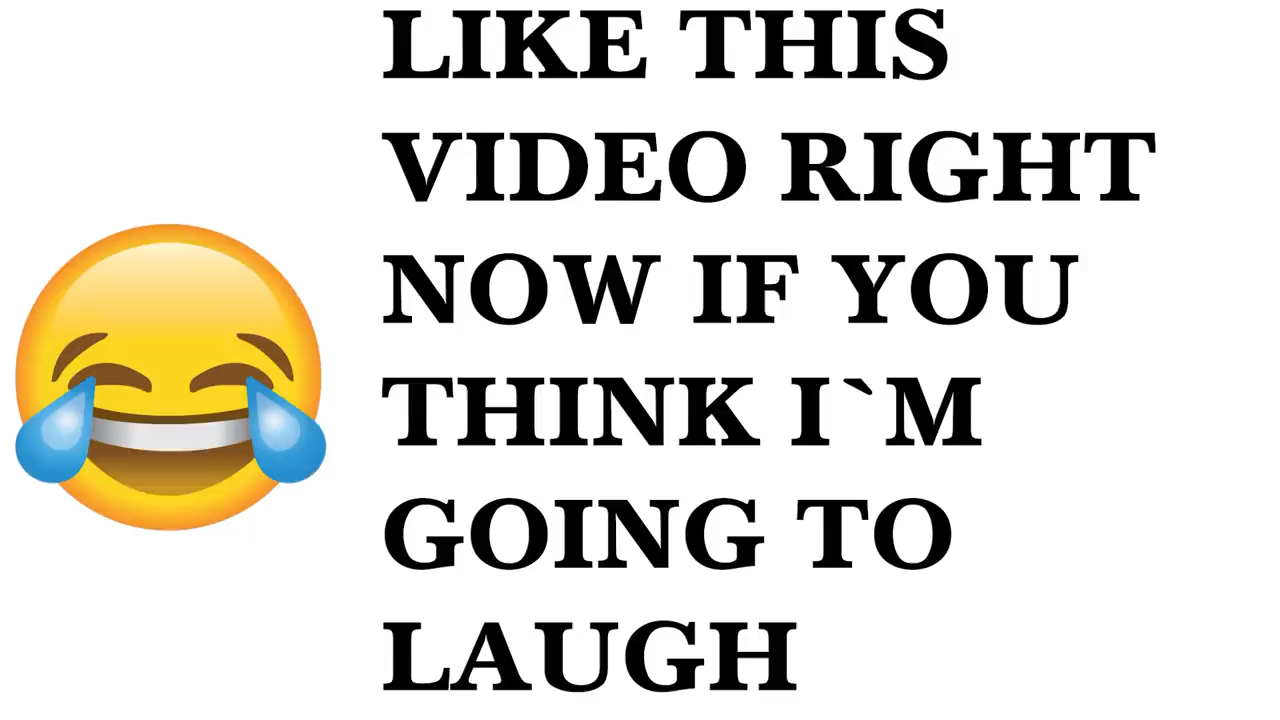 LIKE THIS
VIDEO RIGHT
NOW IF YOU
THINK I`M
GOING TO
LAUGH